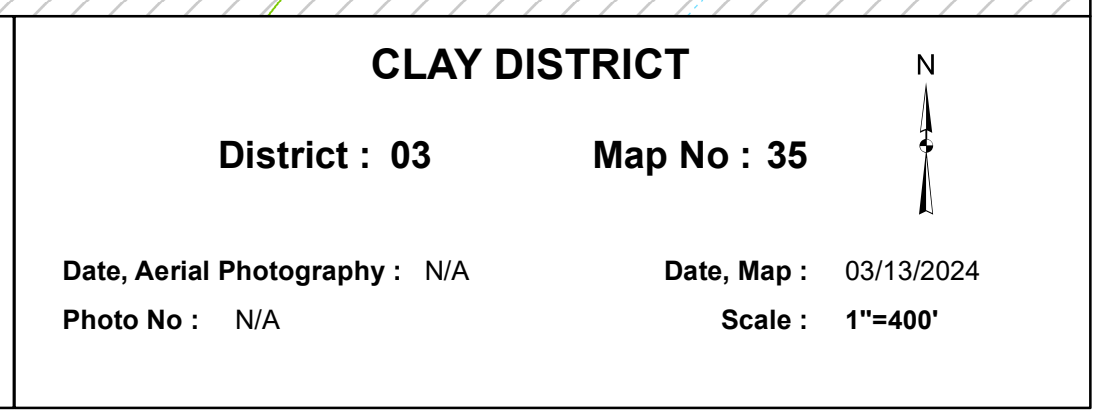 CLAY DISTRICT
N
District : 03 Map No : 35
Date, Aerial Photography : N/A Date, Map : 03/13/2024
Photo No : N/A Scale : 1"=400'